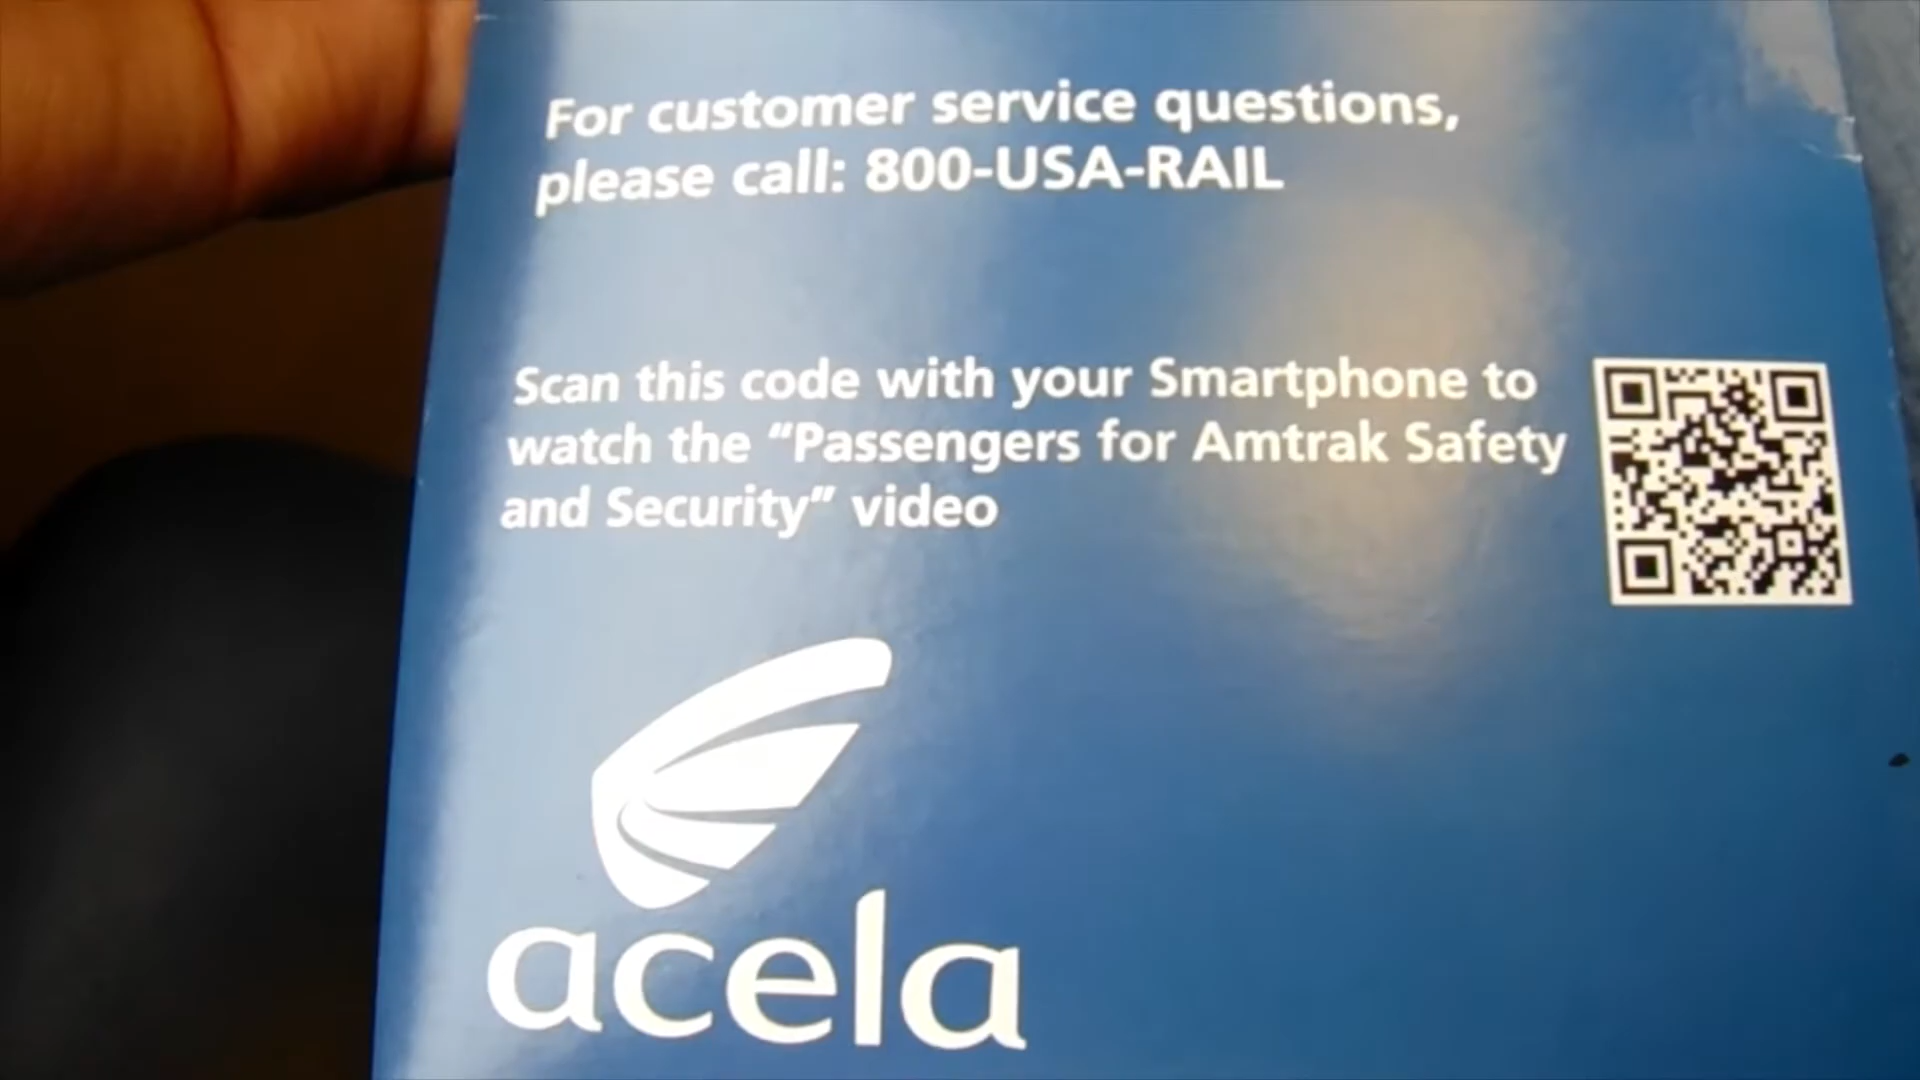 For customer service questions,
please call: 800-USA-RAIL
Scan this code with your Smartphone to
watch the “Passengers for Amtrak Safety
and Security” video
acela